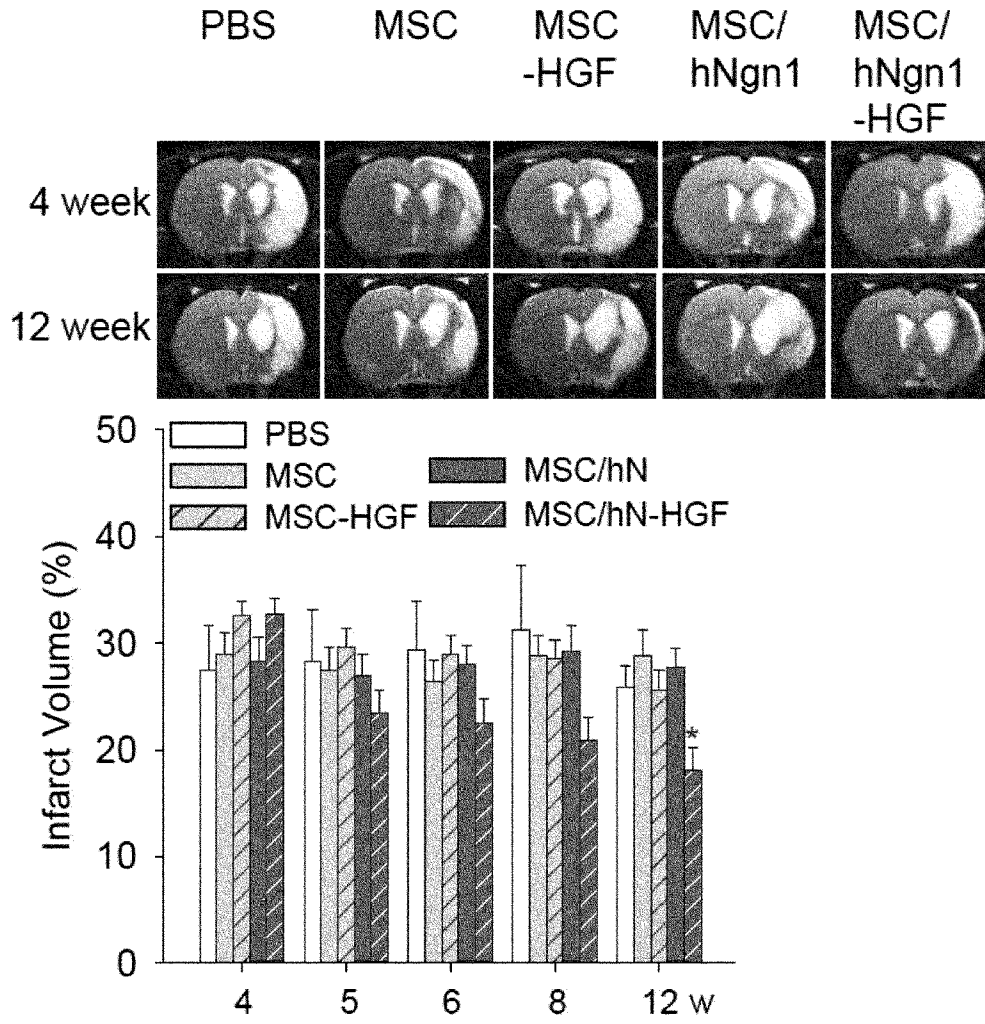 PBS MSC MSC MSC/ MSC/
-HGF hNgn1 hNgn1
-HGF
4 week
12 week
50
PBS
MSC MSC/hN
MSC-HGF MSC/hN-HGF
40
30
20
10
0
Infarct Volume (%)
*
4 5 6 8 12 w